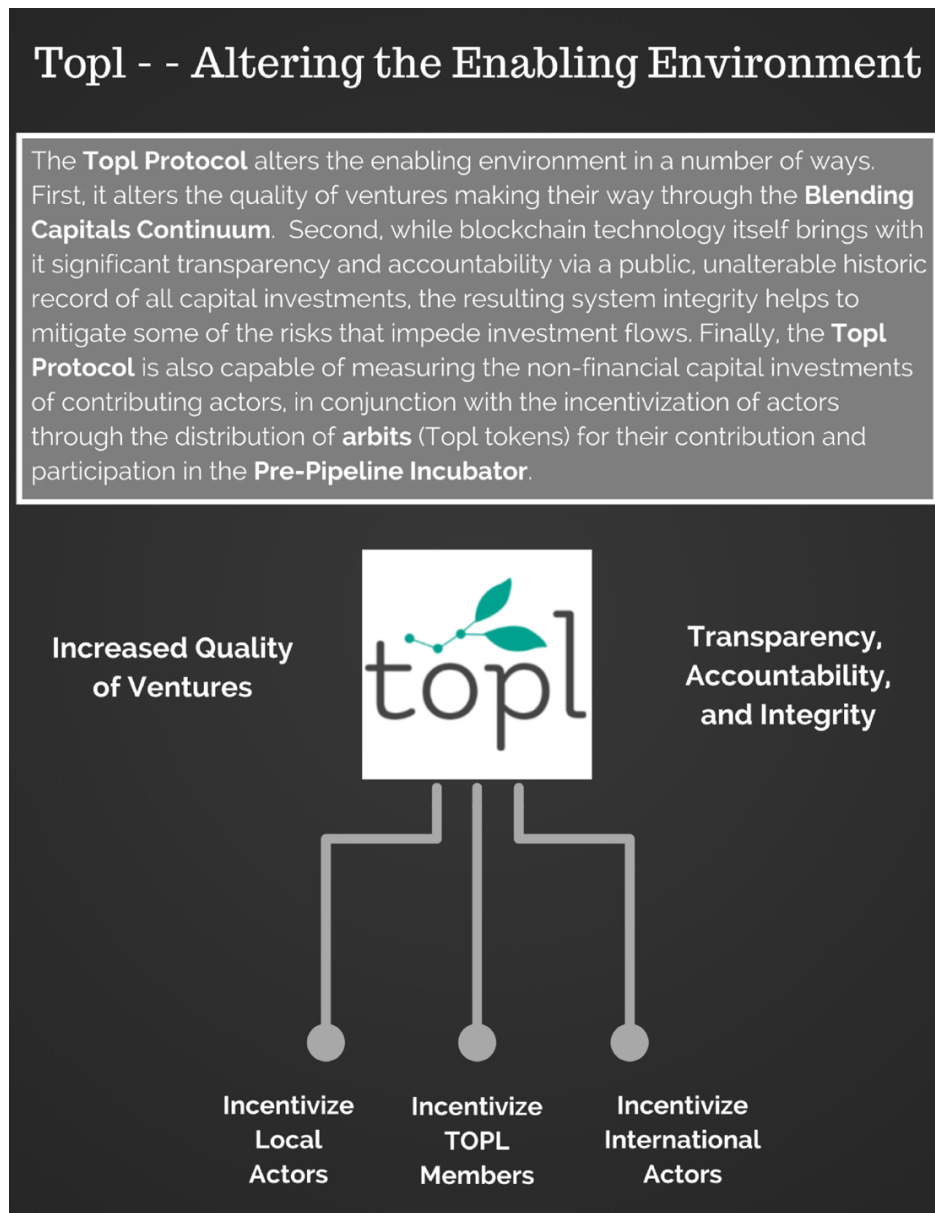 Topl - - Altering the Enabling Environment
The Topl Protocol alters the enabling environment in a number of ways.
First, it alters the quality of ventures making their way through the Blending
Capitals Continuum.  Second, while blockchain technology itself brings with
it significant transparency and accountability via a public, unalterable historic
record of all capital investments, the resulting system integrity helps to
mitigate some of the risks that impede investment flows. Finally, the Topl
Protocol is also capable of measuring the non-financial capital investments
of contributing actors, in conjunction with the incentivization of actors
through the distribution of arbits (Topl tokens) for their contribution and
participation in the Pre-Pipeline Incubator.
Increased Quality
of Ventures
topl
Transparency,
Accountability,
and Integrity
Incentivize
Local
Actors
Incentivize
TOPL
Members
Incentivize
International
Actors